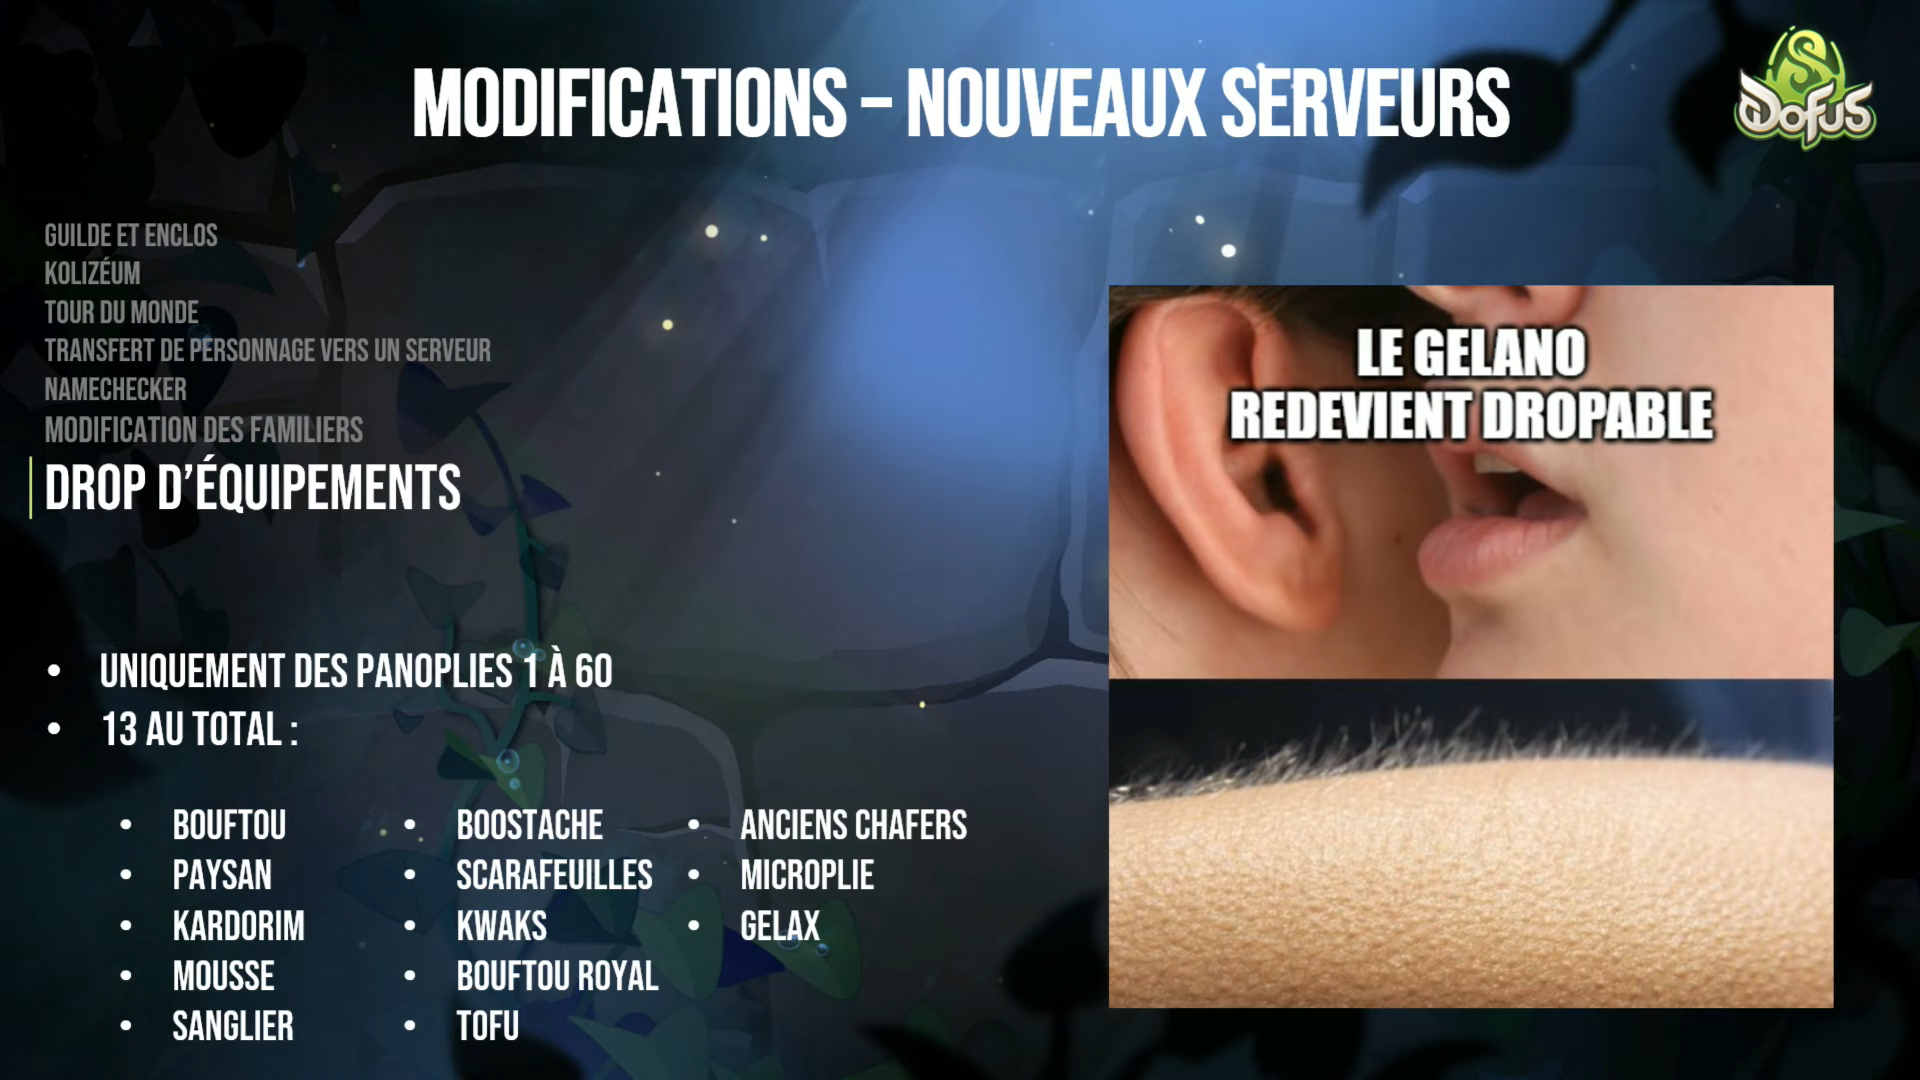 MODIFICATIONS – NOUVEAUX SERVEURS
DOFUS
GUILDE ET ENCLOS
KOLIZÉUM
TOUR DU MONDE
TRANSFERT DE PERSONNAGE VERS UN SERVEUR
NAMECHECKER
MODIFICATION DES FAMILIERS
DROP D’ÉQUIPEMENTS
LE GELANO
REDEVIENT DROPABLE
• UNIQUEMENT DES PANOPLIES 1 À 60
• 13 AU TOTAL :
• BOUFTOU
• PAYSAN
• KARDORIM
• MOUSSE
• SANGLIER
• BOOSTACHE
• SCARAFEUILLES
• KWAKS
• BOUFTOU ROYAL
• TOFU
• ANCIENS CHAFERS
• MICROPLIE
• GELAX